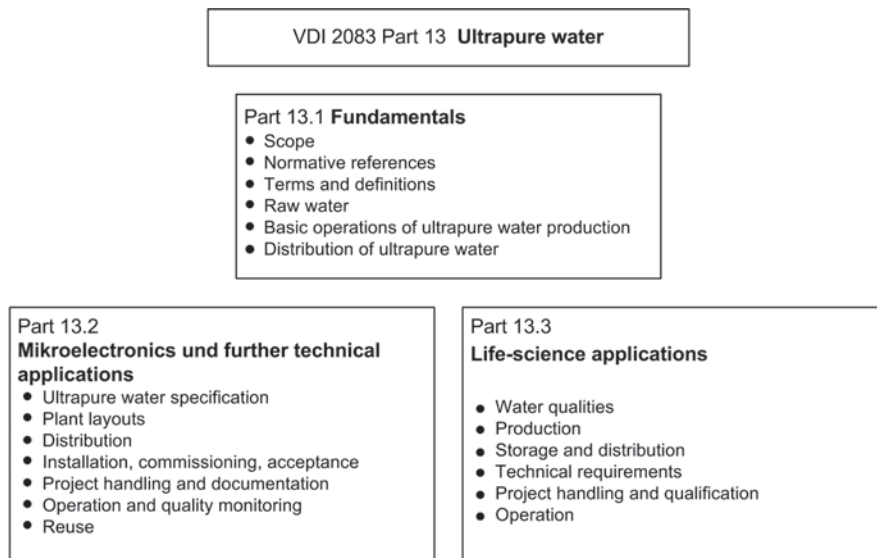 VDI 2083 Part 13 Ultrapure water
Part 13.1 Fundamentals
● Scope
● Normative references
● Terms and definitions
● Raw water
● Basic operations of ultrapure water production
● Distribution of ultrapure water
Part 13.2
Mikroelectronics und further technical
applications
● Ultrapure water specification
● Plant layouts
● Distribution
● Installation, commissioning, acceptance
● Project handling and documentation
● Operation and quality monitoring
● Reuse
Part 13.3
Life-science applications
● Water qualities
● Production
● Storage and distribution
● Technical requirements
● Project handling and qualification
● Operation